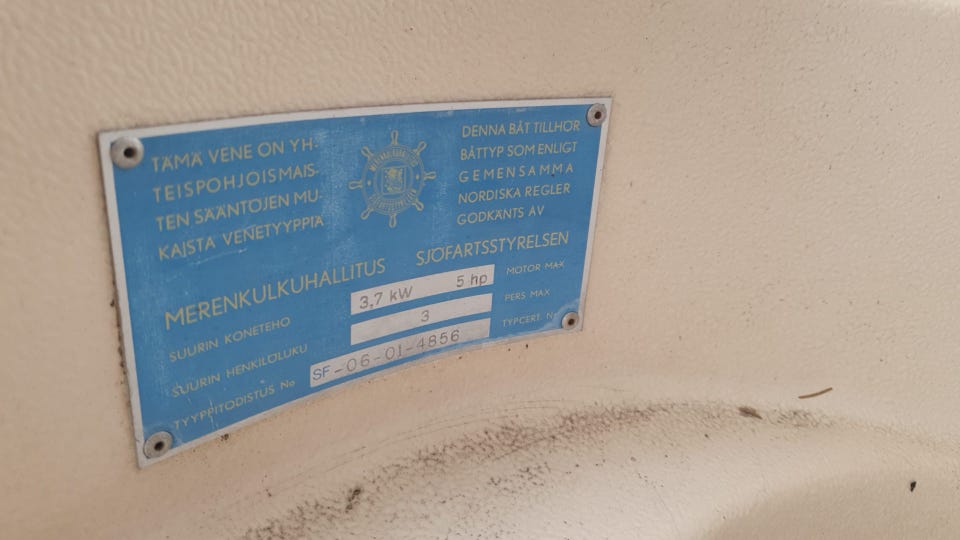 TÄMÄ VENE ON YH-
TEISPOHJOISMAIS-
TEN SÄÄNTÖJEN MU-
KAISTA VENETYYPPIÄ
DENNA BÅT TILLHÖR
BÅTTYP SOM ENLIGT
GEMENSAMMA
NORDISKA REGLER
GODKÄNTS AV
MERENKULKUHALLITUS SJÖFARTSSTYRELSEN
SUURIN KONETEHO 3,7 kW 5 hp MOTOR MAX
SUURIN HENKILÖLUKU 3 PERS MAX
TYYPPITODISTUS No SF-06-01-4856 TYPCERT. No